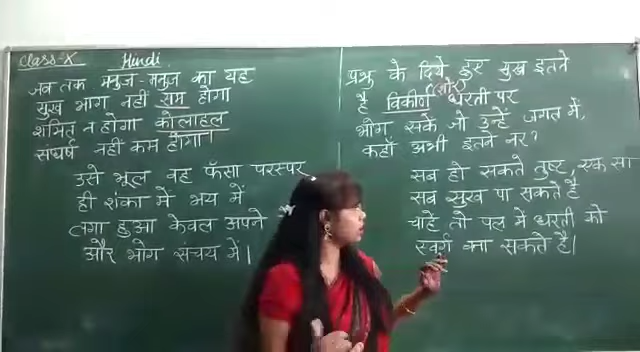 Class-X Hindi
जब तक मनुज-मनुज का यह
सुख भाग नहीं सम होगा
शमित न होगा कोलाहल
संघर्ष नहीं कम होगा।
उसे भूल वह फँसा परस्पर
ही शंका में भय में
लगा हुआ केवल अपने
और भोग संचय में।
प्रभु के दिये हुए सुख इतने
हैं विकीर्ण (और) धरती पर
भोग सकें जो उन्हें जगत में,
कहाँ अभी इतने नर?
सब हो सकते तुष्ट, एक सा
सब सुख पा सकते हैं
चाहे तो पल में धरती को
स्वर्ग बना सकते है।